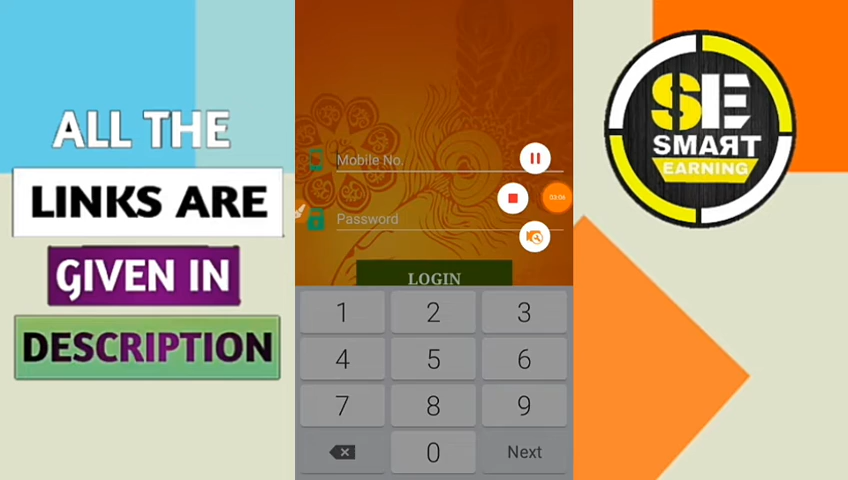 ALL THE
LINKS ARE
GIVEN IN
DESCRIPTION
Mobile No.
03:06
Password
LOGIN
1 2 3
4 5 6
7 8 9
0 Next
SE
SMART
EARNING